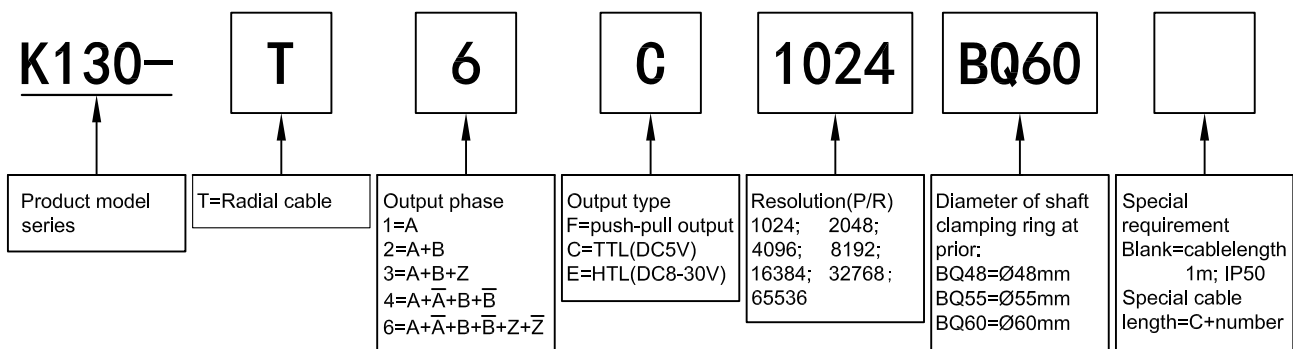 K130- T 6 C 1024 BQ60
Product model
series
T=Radial cable
Output phase
1=A
2=A+B
3=A+B+Z
4=A+A̅+B+B̅
6=A+A̅+B+B̅+Z+Z̅
Output type
F=push-pull output
C=TTL(DC5V)
E=HTL(DC8-30V)
Resolution(P/R)
1024; 2048;
4096; 8192;
16384; 32768;
65536
Diameter of shaft
clamping ring at
prior:
BQ48=Ø48mm
BQ55=Ø55mm
BQ60=Ø60mm
Special
requirement
Blank=cablelength
1m; IP50
Special cable
length=C+number